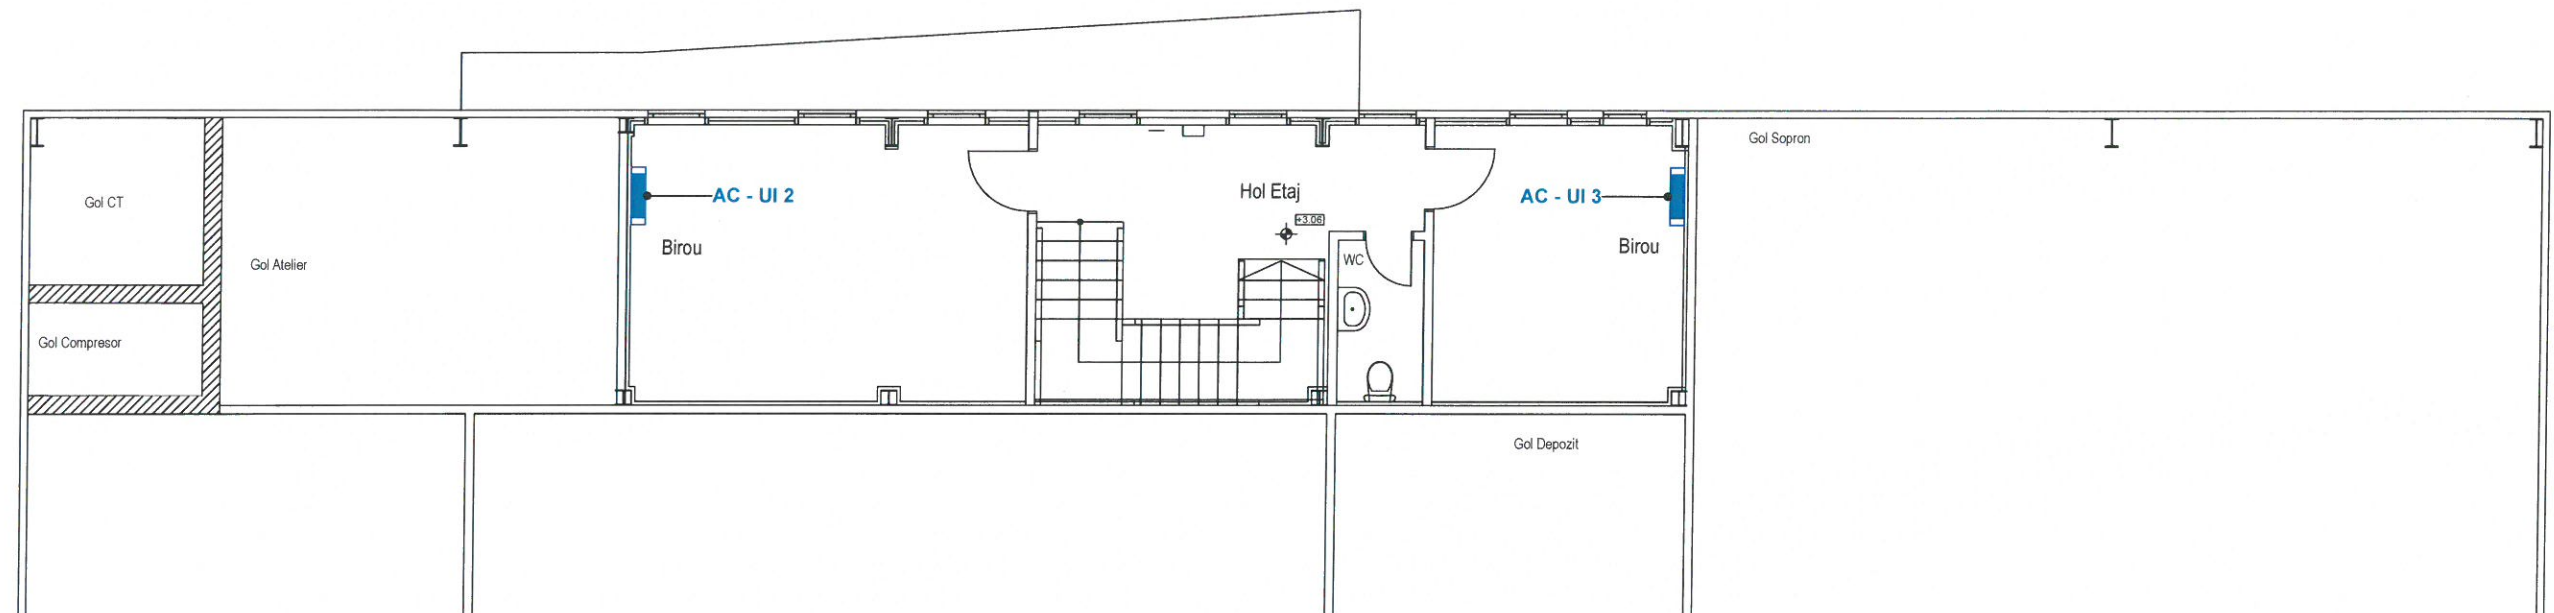 Gol Sopron
Gol CT
AC - UI 2
Hol Etaj
AC - UI 3
+3.06
Birou
Birou
WC
Gol Atelier
Gol Compresor
Gol Depozit